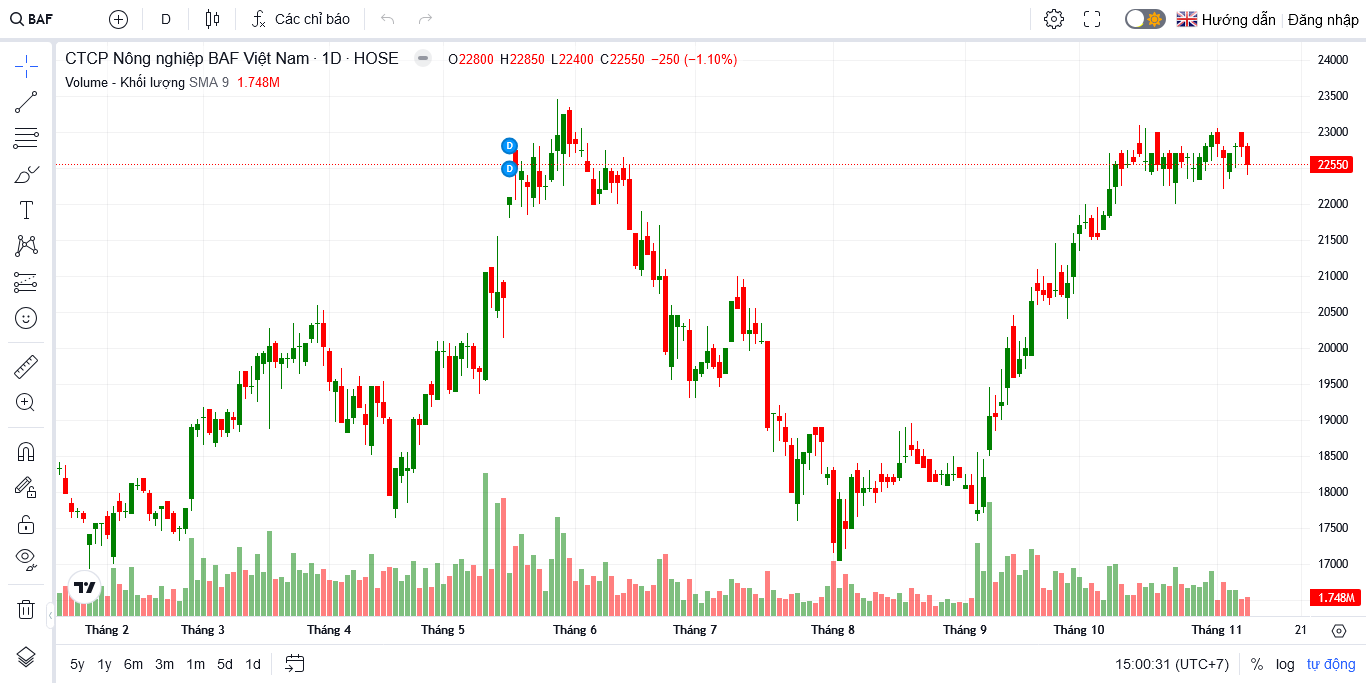 BAF D Các chỉ báo Hướng dẫn Đăng nhập
CTCP Nông nghiệp BAF Việt Nam · 1D · HOSE O22800 H22850 L22400 C22550 −250 (−1.10%)
Volume - Khối lượng SMA 9 1.748M
24000
23500
23000
22550
22000
21500
21000
20500
20000
19500
19000
18500
18000
17500
17000
1.748M
D
D
Tháng 2 Tháng 3 Tháng 4 Tháng 5 Tháng 6 Tháng 7 Tháng 8 Tháng 9 Tháng 10 Tháng 11 21
5y 1y 6m 3m 1m 5d 1d 15:00:31 (UTC+7) % log tự động